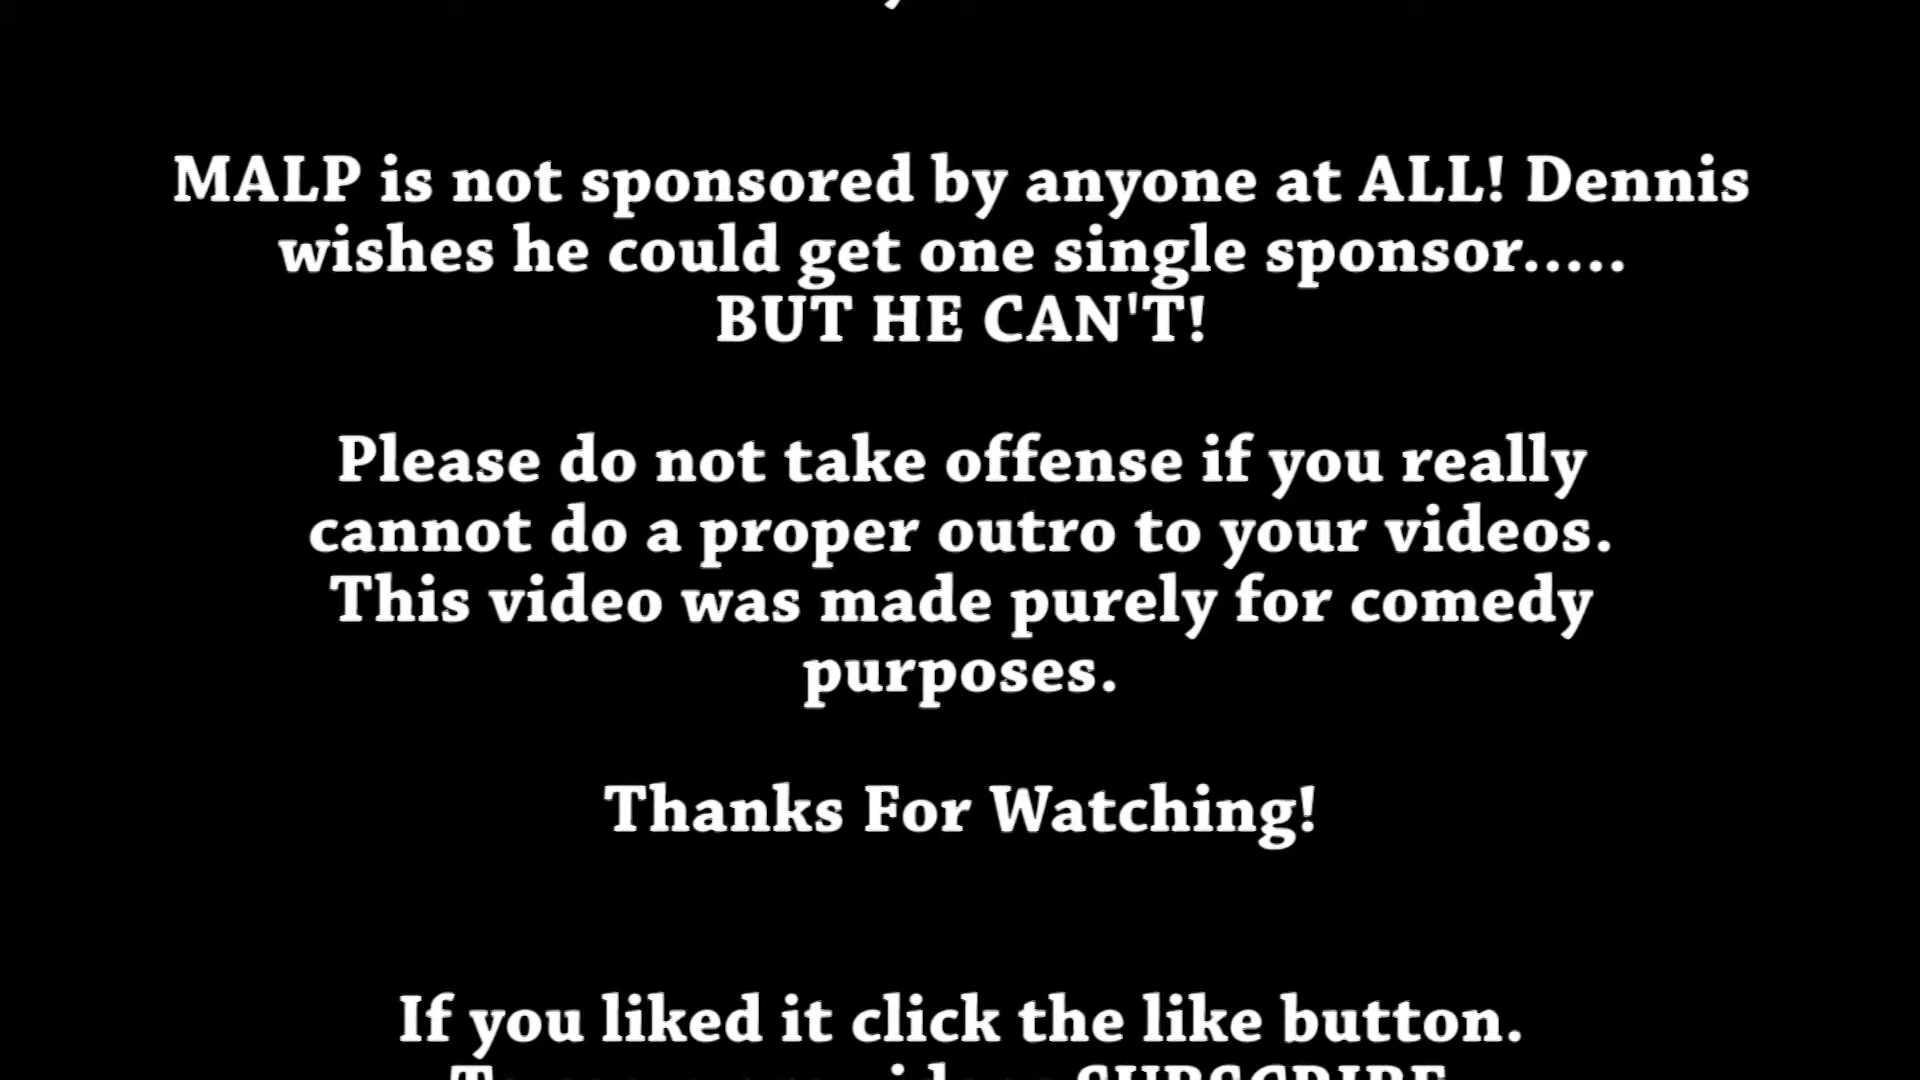 MALP is not sponsored by anyone at ALL! Dennis
wishes he could get one single sponsor.....
BUT HE CAN'T!
Please do not take offense if you really
cannot do a proper outro to your videos.
This video was made purely for comedy
purposes.
Thanks For Watching!
If you liked it click the like button.
SUBSCRIBE